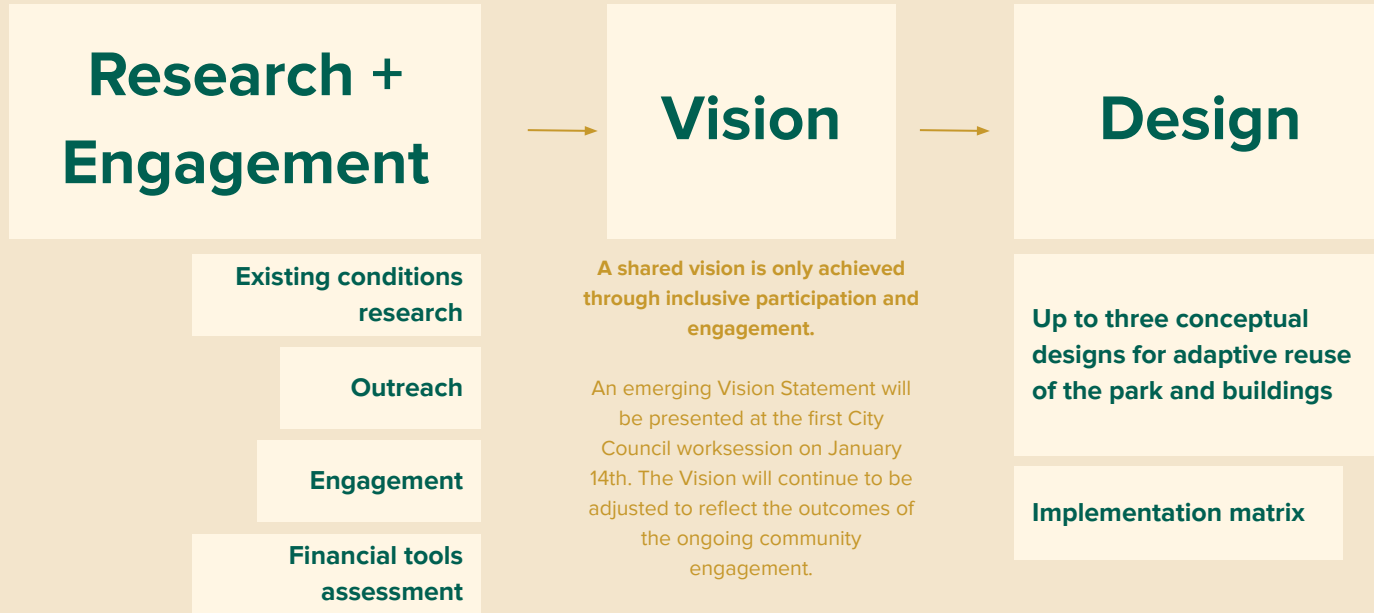 Research +
Engagement
Existing conditions
research
Outreach
Engagement
Financial tools
assessment
Vision
A shared vision is only achieved
through inclusive participation and
engagement.
An emerging Vision Statement will
be presented at the first City
Council worksession on January
14th. The Vision will continue to be
adjusted to reflect the outcomes of
the ongoing community
engagement.
Design
Up to three conceptual
designs for adaptive reuse
of the park and buildings
Implementation matrix